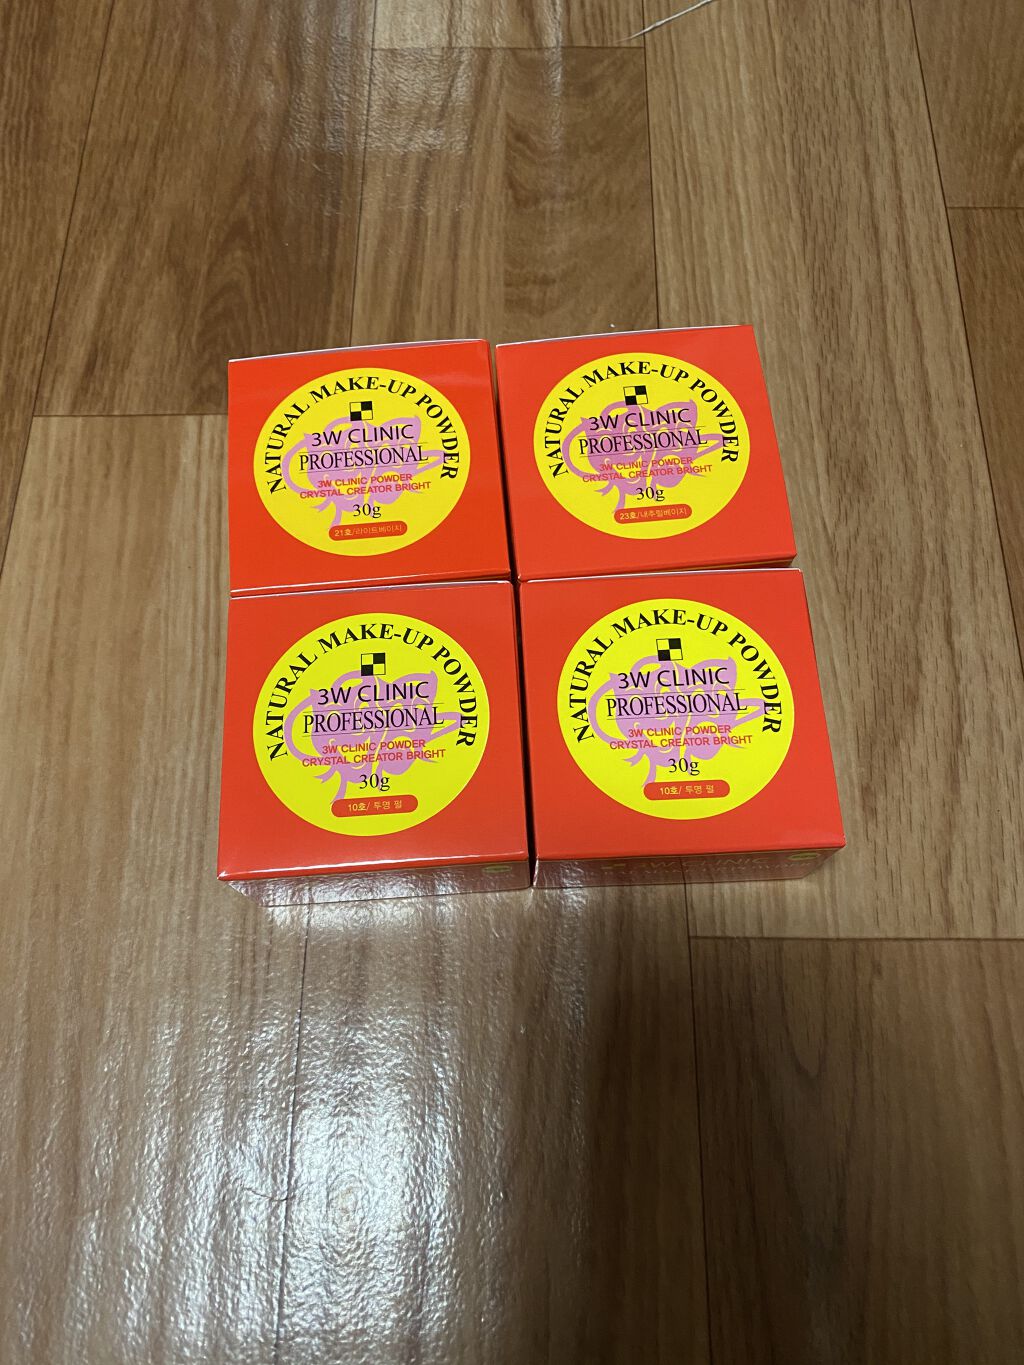 NATURAL MAKE-UP POWDER
3W CLINIC
PROFESSIONAL
3W CLINIC POWDER
CRYSTAL CREATOR BRIGHT
30g
21호/라이트베이지
NATURAL MAKE-UP POWDER
3W CLINIC
PROFESSIONAL
3W CLINIC POWDER
CRYSTAL CREATOR BRIGHT
30g
23호/내추럴베이지
NATURAL MAKE-UP POWDER
3W CLINIC
PROFESSIONAL
3W CLINIC POWDER
CRYSTAL CREATOR BRIGHT
30g
10호/ 투명 펄
NATURAL MAKE-UP POWDER
3W CLINIC
PROFESSIONAL
3W CLINIC POWDER
CRYSTAL CREATOR BRIGHT
30g
10호/ 투명 펄
3W CLINIC